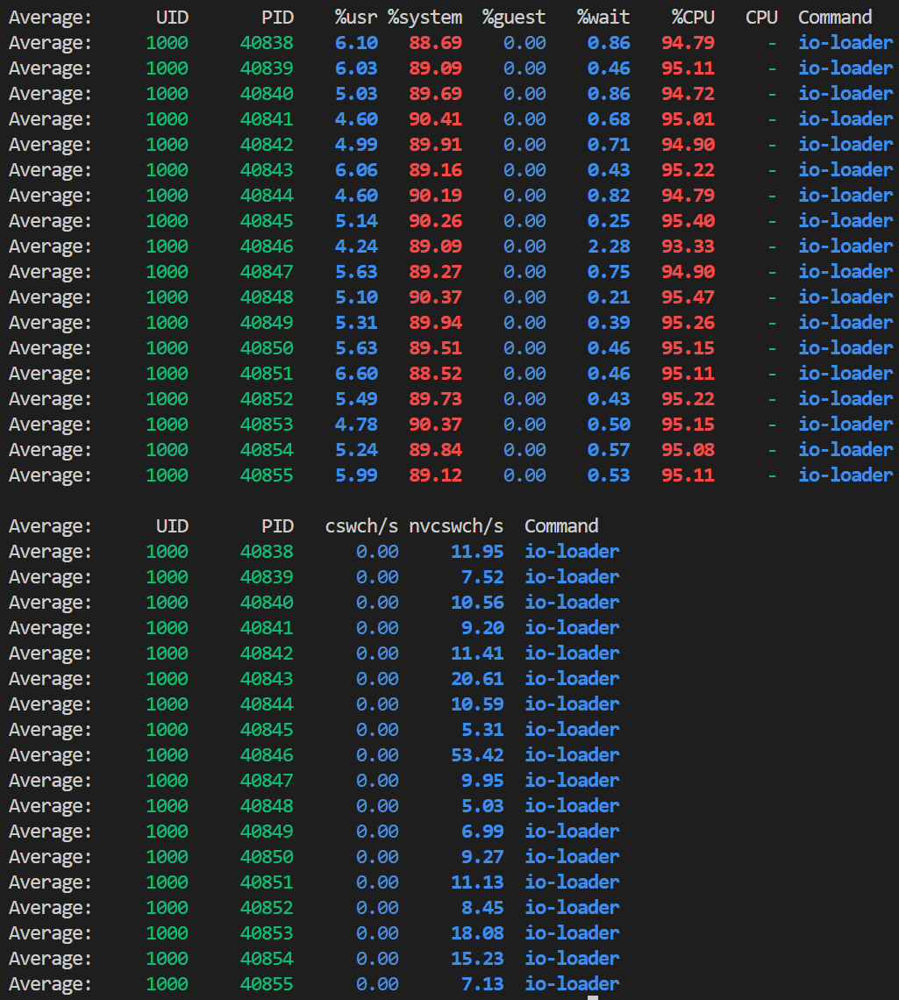 Average: UID PID %usr %system %guest %wait %CPU CPU Command
Average: 1000 40838 6.10 88.69 0.00 0.86 94.79 - io-loader
Average: 1000 40839 6.03 89.09 0.00 0.46 95.11 - io-loader
Average: 1000 40840 5.03 89.69 0.00 0.86 94.72 - io-loader
Average: 1000 40841 4.60 90.41 0.00 0.68 95.01 - io-loader
Average: 1000 40842 4.99 89.91 0.00 0.71 94.90 - io-loader
Average: 1000 40843 6.06 89.16 0.00 0.43 95.22 - io-loader
Average: 1000 40844 4.60 90.19 0.00 0.82 94.79 - io-loader
Average: 1000 40845 5.14 90.26 0.00 0.25 95.40 - io-loader
Average: 1000 40846 4.24 89.09 0.00 2.28 93.33 - io-loader
Average: 1000 40847 5.63 89.27 0.00 0.75 94.90 - io-loader
Average: 1000 40848 5.10 90.37 0.00 0.21 95.47 - io-loader
Average: 1000 40849 5.31 89.94 0.00 0.39 95.26 - io-loader
Average: 1000 40850 5.63 89.51 0.00 0.46 95.15 - io-loader
Average: 1000 40851 6.60 88.52 0.00 0.46 95.11 - io-loader
Average: 1000 40852 5.49 89.73 0.00 0.43 95.22 - io-loader
Average: 1000 40853 4.78 90.37 0.00 0.50 95.15 - io-loader
Average: 1000 40854 5.24 89.84 0.00 0.57 95.08 - io-loader
Average: 1000 40855 5.99 89.12 0.00 0.53 95.11 - io-loader
Average: UID PID cswch/s nvcswch/s Command
Average: 1000 40838 0.00 11.95 io-loader
Average: 1000 40839 0.00 7.52 io-loader
Average: 1000 40840 0.00 10.56 io-loader
Average: 1000 40841 0.00 9.20 io-loader
Average: 1000 40842 0.00 11.41 io-loader
Average: 1000 40843 0.00 20.61 io-loader
Average: 1000 40844 0.00 10.59 io-loader
Average: 1000 40845 0.00 5.31 io-loader
Average: 1000 40846 0.00 53.42 io-loader
Average: 1000 40847 0.00 9.95 io-loader
Average: 1000 40848 0.00 5.03 io-loader
Average: 1000 40849 0.00 6.99 io-loader
Average: 1000 40850 0.00 9.27 io-loader
Average: 1000 40851 0.00 11.13 io-loader
Average: 1000 40852 0.00 8.45 io-loader
Average: 1000 40853 0.00 18.08 io-loader
Average: 1000 40854 0.00 15.23 io-loader
Average: 1000 40855 0.00 7.13 io-loader